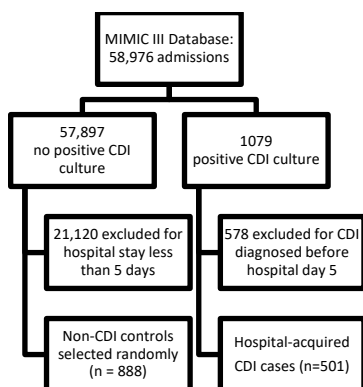 MIMIC III Database:
58,976 admissions
57,897
no positive CDI
culture
1079
positive CDI culture
21,120 excluded for
hospital stay less
than 5 days
578 excluded for CDI
diagnosed before
hospital day 5
Non-CDI controls
selected randomly
(n = 888)
Hospital-acquired
CDI cases (n=501)